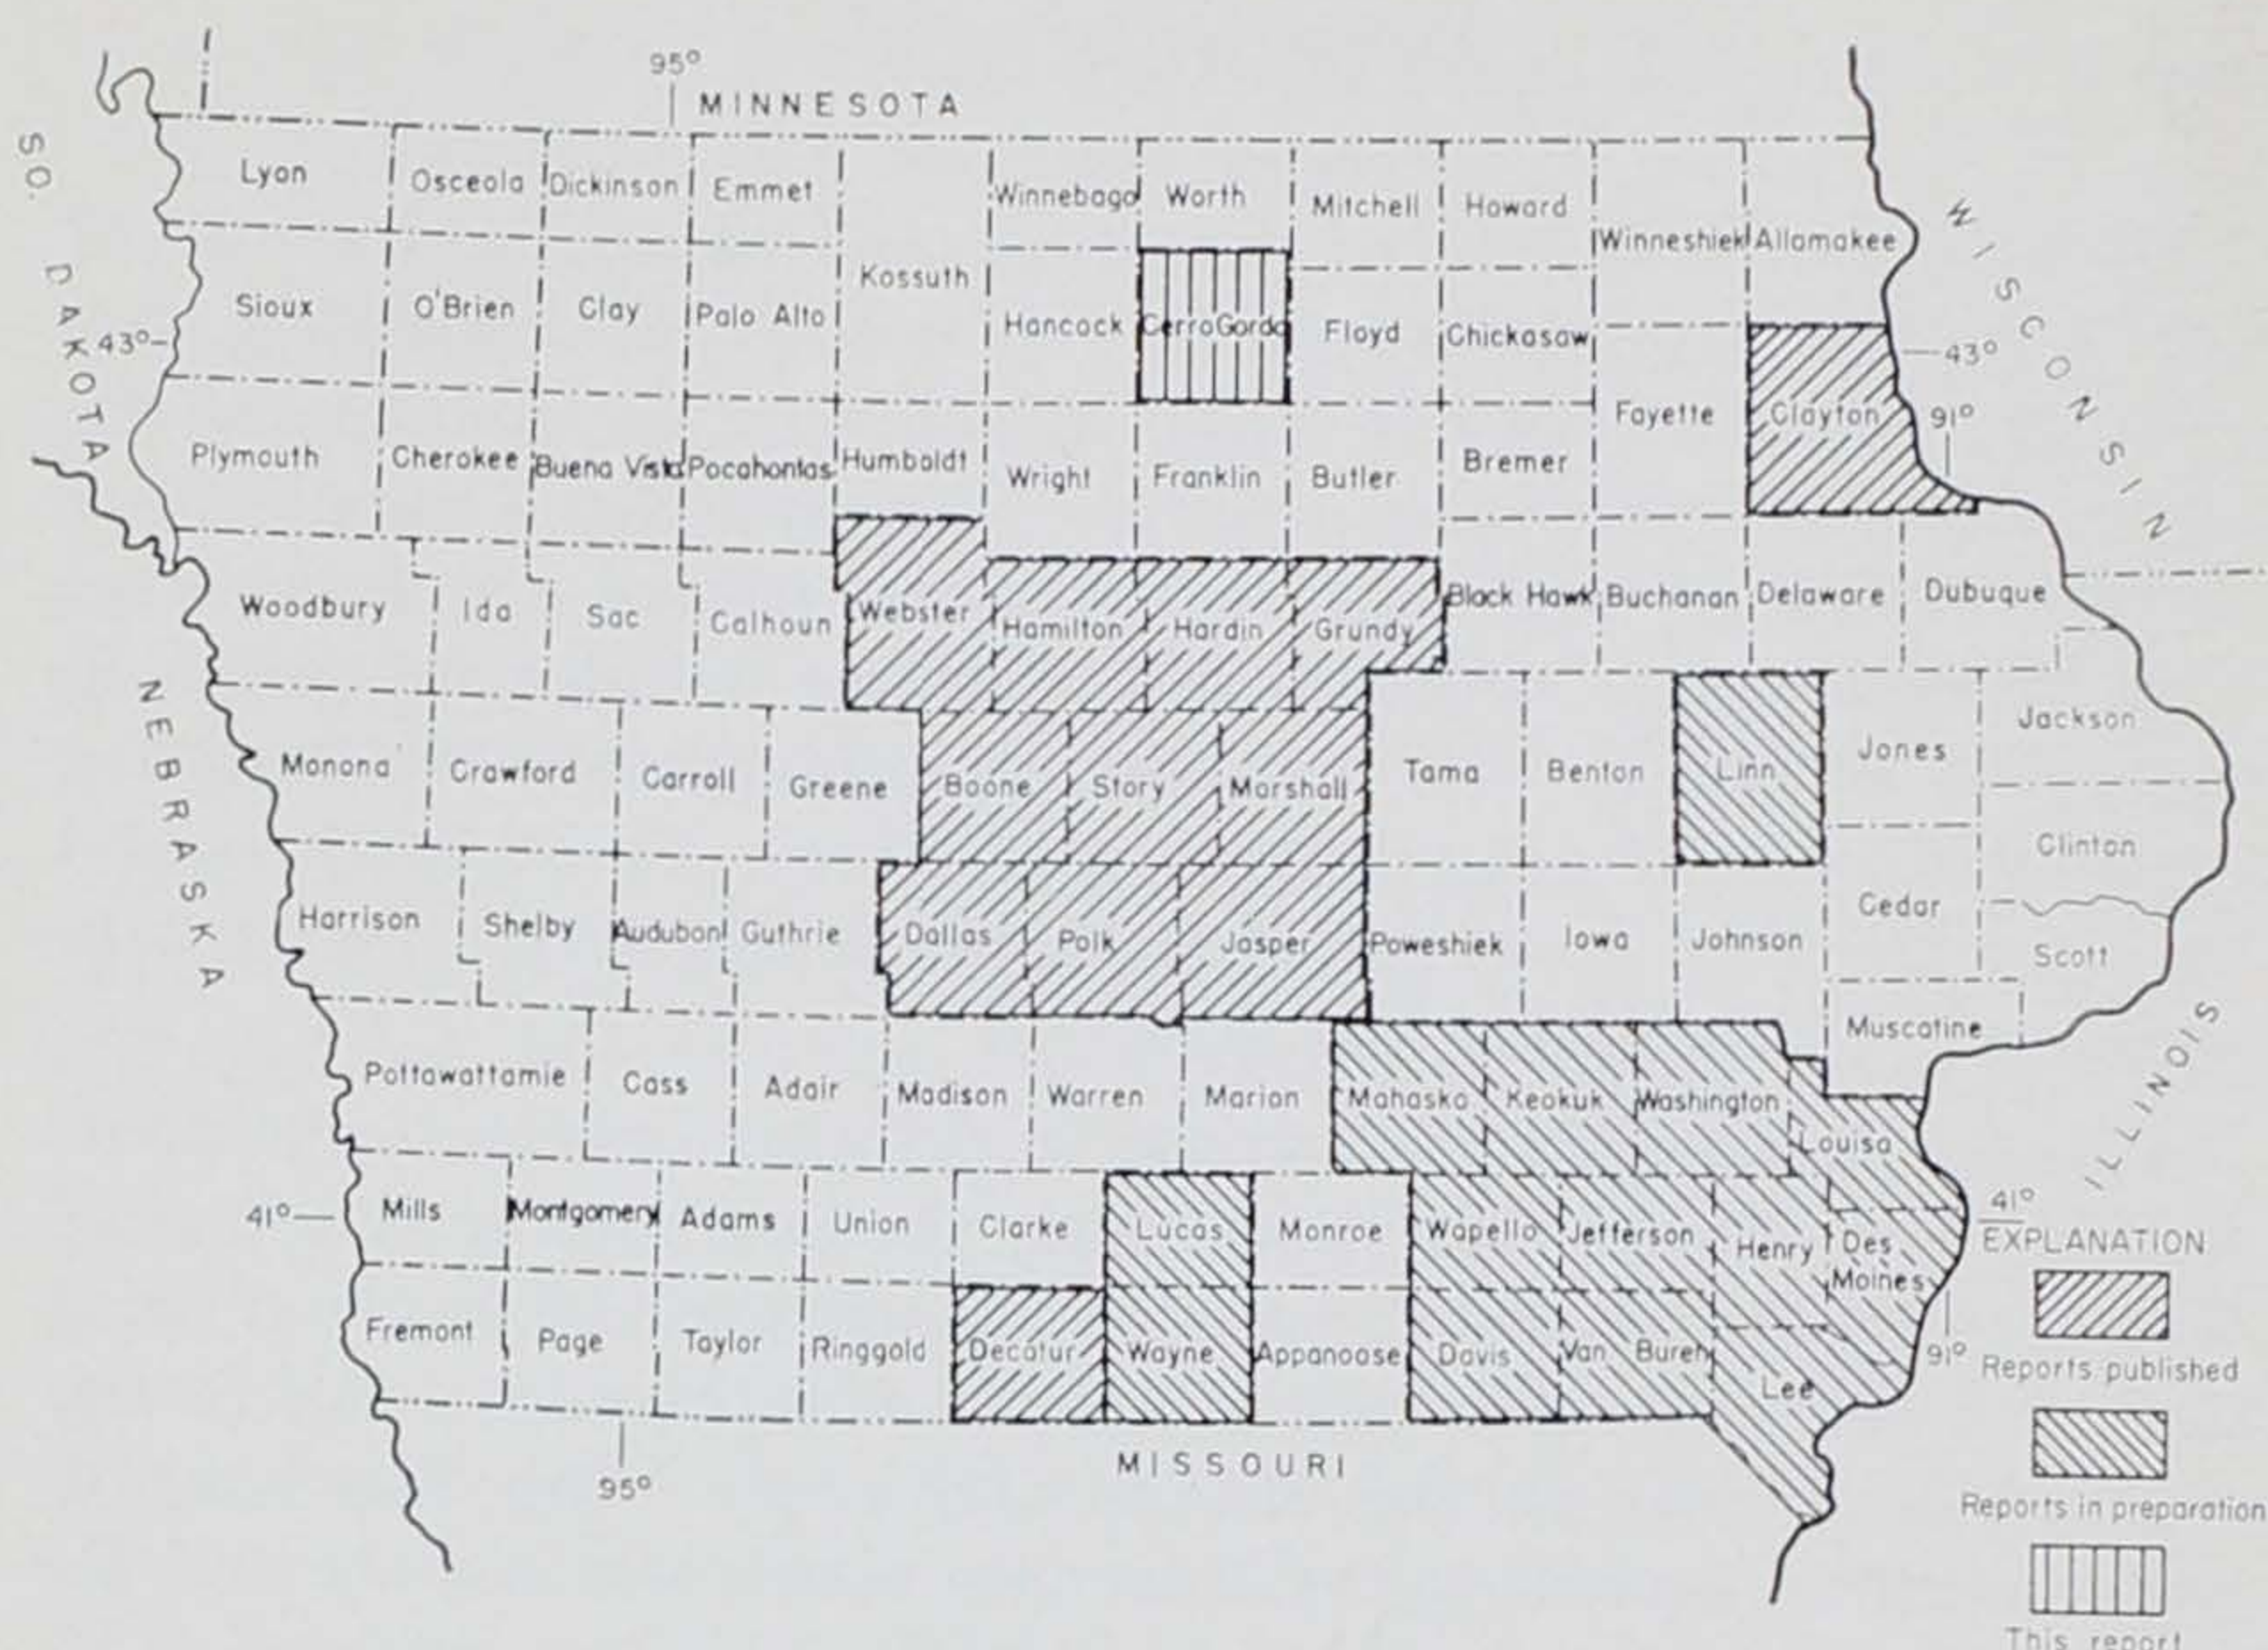 95°
MINNESOTA
SO. DAKOTA
WISCONSIN
Lyon Osceola Dickinson Emmet Winnebago Worth Mitchell Howard
Winneshiek Allamakee
Kossuth
Sioux O'Brien Clay Palo Alto Hancock Cerro Gordo Floyd Chickasaw
43° 43°
Fayette Clayton 91°
Plymouth Cherokee Buena Vista Pocahontas Humboldt Wright Franklin Butler Bremer
Woodbury Ida Sac Calhoun Webster Hamilton Hardin Grundy Black Hawk Buchanan Delaware Dubuque
NEBRASKA
Monona Crawford Carroll Greene Boone Story Marshall Tama Benton Linn Jones Jackson
Clinton
Harrison Shelby Audubon Guthrie Dallas Polk Jasper Poweshiek Iowa Johnson Cedar Scott
Muscatine
ILLINOIS
Pottawattamie Cass Adair Madison Warren Marion Mahaska Keokuk Washington
Louisa
41° Mills Montgomery Adams Union Clarke Lucas Monroe Wapello Jefferson Henry Des Moines 41°
Fremont Page Taylor Ringgold Decatur Wayne Appanoose Davis Van Buren Lee 91°
95°
MISSOURI
EXPLANATION
Reports published
Reports in preparation
This report